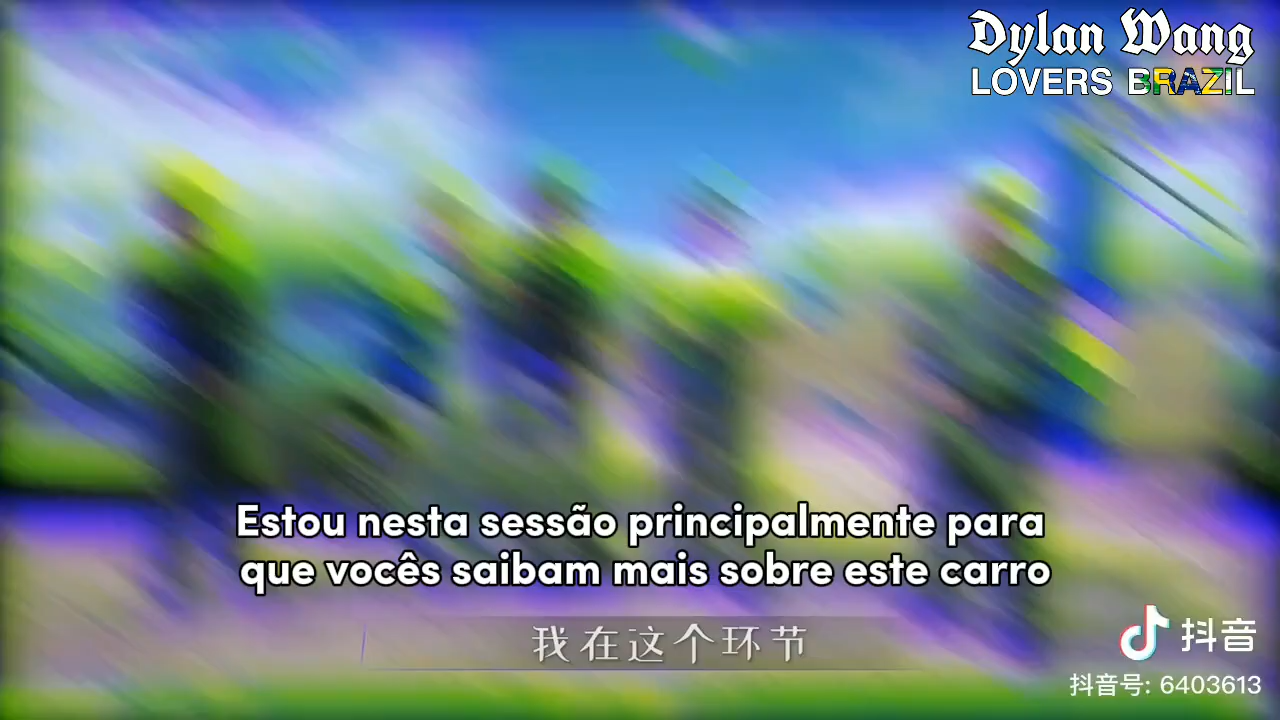 Dylan Wang
LOVERS BRAZIL
Estou nesta sessão principalmente para
que vocês saibam mais sobre este carro
我在这个环节
抖音
抖音号: 6403613